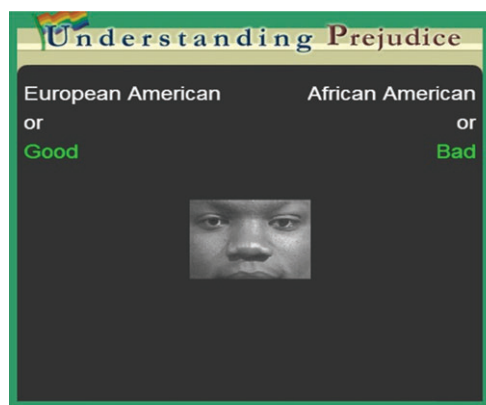 Understanding Prejudice
European American African American
or or
Good Bad